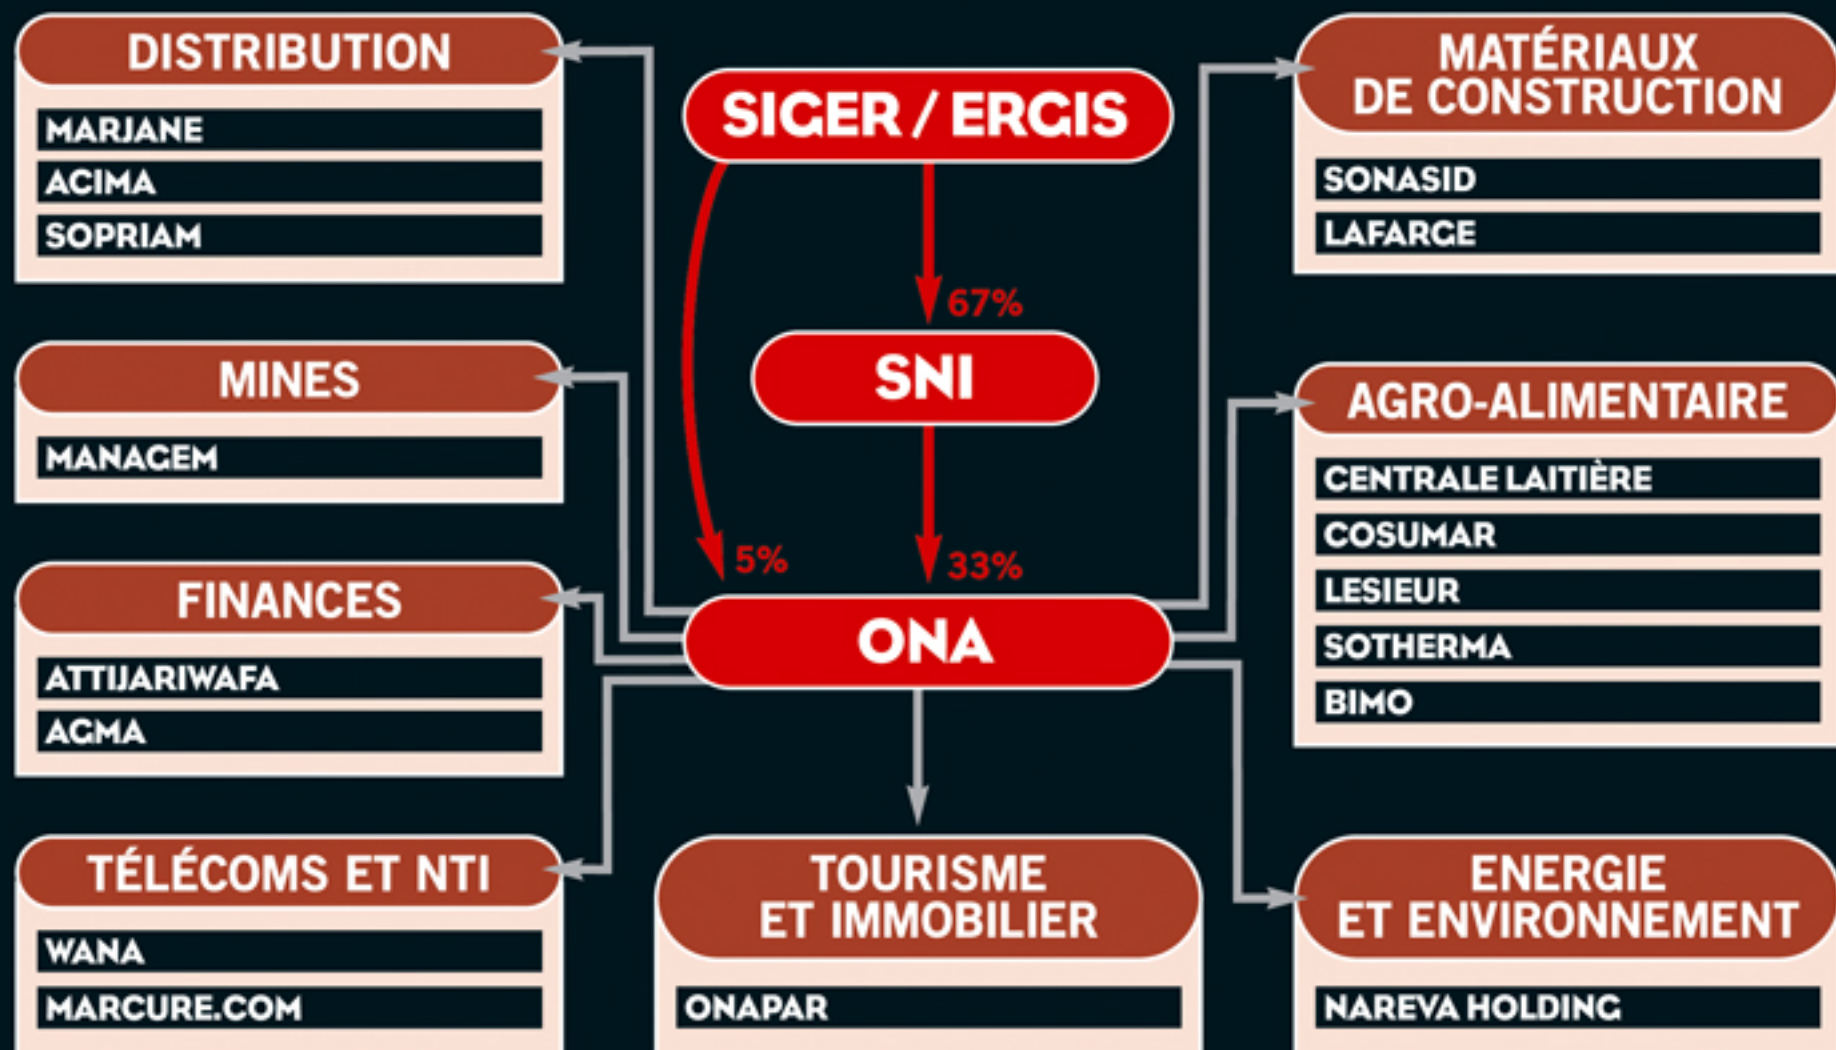 DISTRIBUTION
MARJANE
ACIMA
SOPRIAM
MINES
MANAGEM
FINANCES
ATTIJARIWAFA
AGMA
TÉLÉCOMS ET NTI
WANA
MARCURE.COM
SIGER / ERGIS
67%
SNI
5%
33%
ONA
TOURISME
ET IMMOBILIER
ONAPAR
MATÉRIAUX
DE CONSTRUCTION
SONASID
LAFARGE
AGRO-ALIMENTAIRE
CENTRALE LAITIÈRE
COSUMAR
LESIEUR
SOTHERMA
BIMO
ENERGIE
ET ENVIRONNEMENT
NAREVA HOLDING